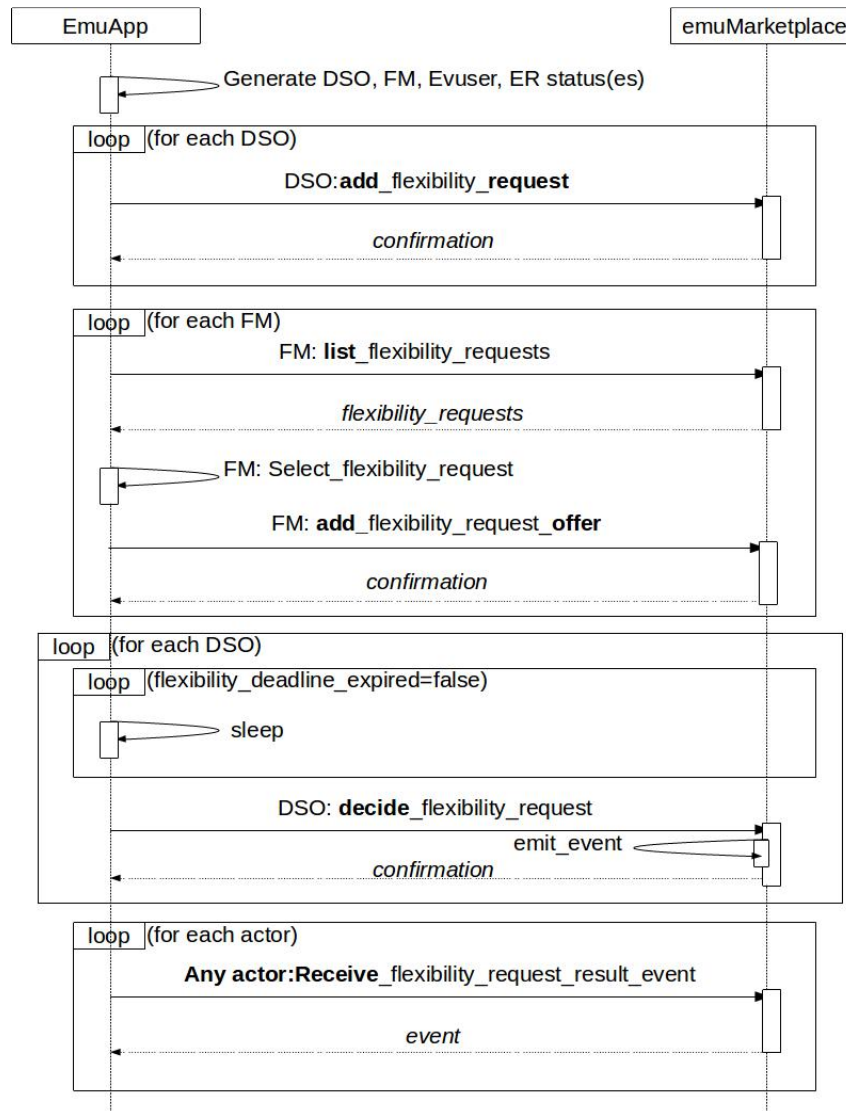 EmuApp
emuMarketplace
Generate DSO, FM, Evuser, ER status(es)
loop (for each DSO)
DSO:add_flexibility_request
confirmation
loop (for each FM)
FM: list_flexibility_requests
flexibility_requests
FM: Select_flexibility_request
FM: add_flexibility_request_offer
confirmation
loop (for each DSO)
loop (flexibility_deadline_expired=false)
sleep
DSO: decide_flexibility_request
emit_event
confirmation
loop (for each actor)
Any actor:Receive_flexibility_request_result_event
event